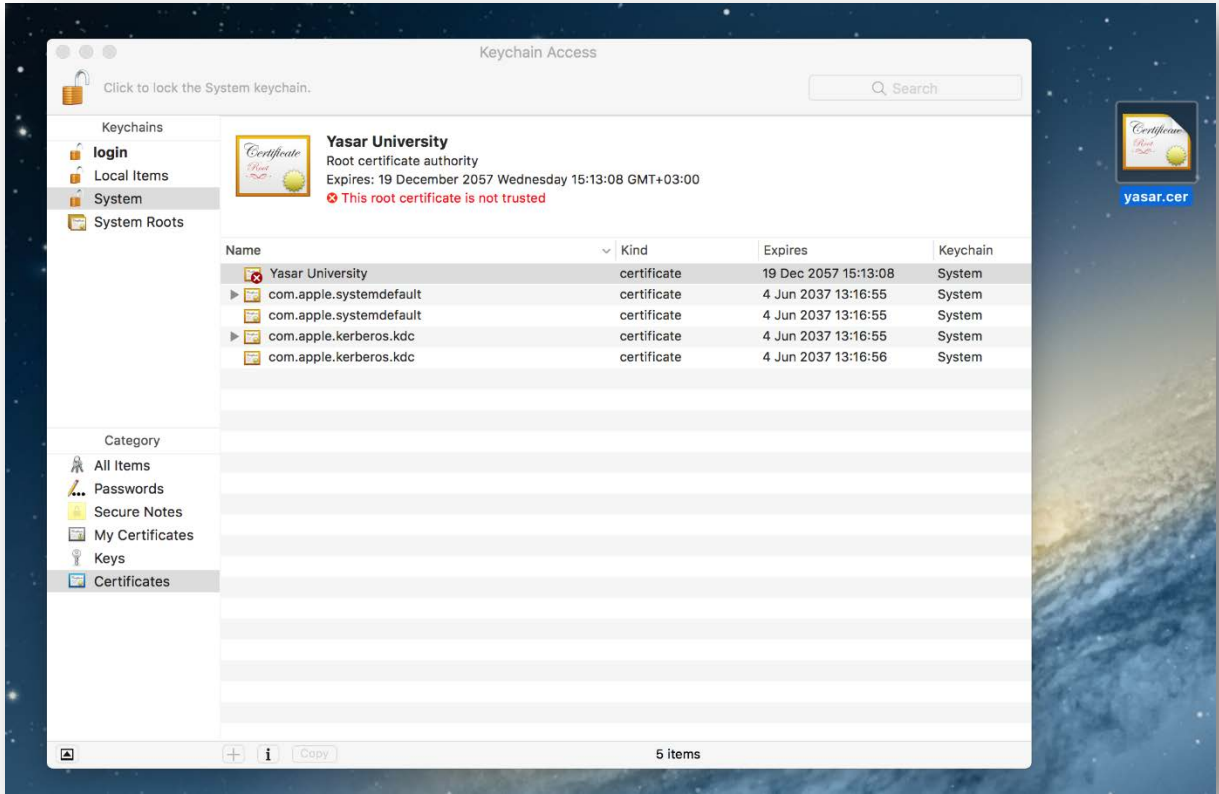 Keychain Access
Click to lock the System keychain.
Search
Keychains
login
Local Items
System
System Roots
Certificate
Root
Yasar University
Root certificate authority
Expires: 19 December 2057 Wednesday 15:13:08 GMT+03:00
This root certificate is not trusted
Certificate
Root
yasar.cer
Name Kind Expires Keychain
Yasar University certificate 19 Dec 2057 15:13:08 System
com.apple.systemdefault certificate 4 Jun 2037 13:16:55 System
com.apple.systemdefault certificate 4 Jun 2037 13:16:55 System
com.apple.kerberos.kdc certificate 4 Jun 2037 13:16:55 System
com.apple.kerberos.kdc certificate 4 Jun 2037 13:16:56 System
Category
All Items
Passwords
Secure Notes
My Certificates
Keys
Certificates
Copy
5 items